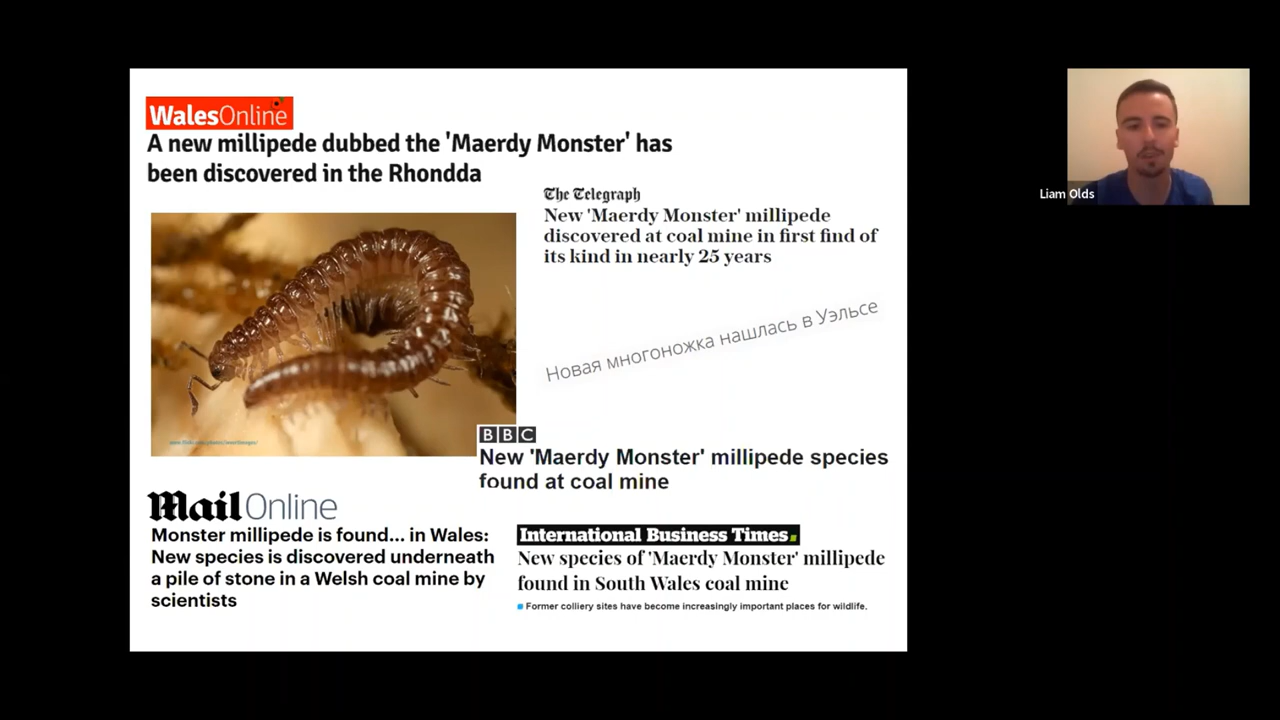 WalesOnline
A new millipede dubbed the 'Maerdy Monster' has
been discovered in the Rhondda
The Telegraph
New 'Maerdy Monster' millipede
discovered at coal mine in first find of
its kind in nearly 25 years
Новая многоножка нашлась в Уэльсе
BBC
New 'Maerdy Monster' millipede species
found at coal mine
Mail Online
Monster millipede is found... in Wales:
New species is discovered underneath
a pile of stone in a Welsh coal mine by
scientists
International Business Times.
New species of 'Maerdy Monster' millipede
found in South Wales coal mine
Former colliery sites have become increasingly important places for wildlife.
Liam Olds